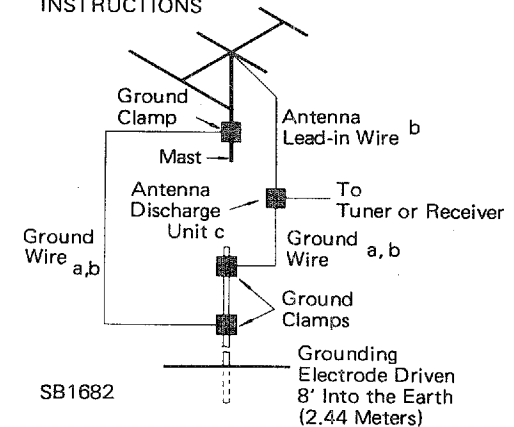 INSTRUCTIONS
Ground
Clamp
Antenna
Lead-in Wire b
Mast
Antenna
Discharge
Unit c
To
Tuner or Receiver
Ground
Wire a,b
Ground
Wire a, b
Ground
Clamps
Grounding
Electrode Driven
8' Into the Earth
(2.44 Meters)
SB1682